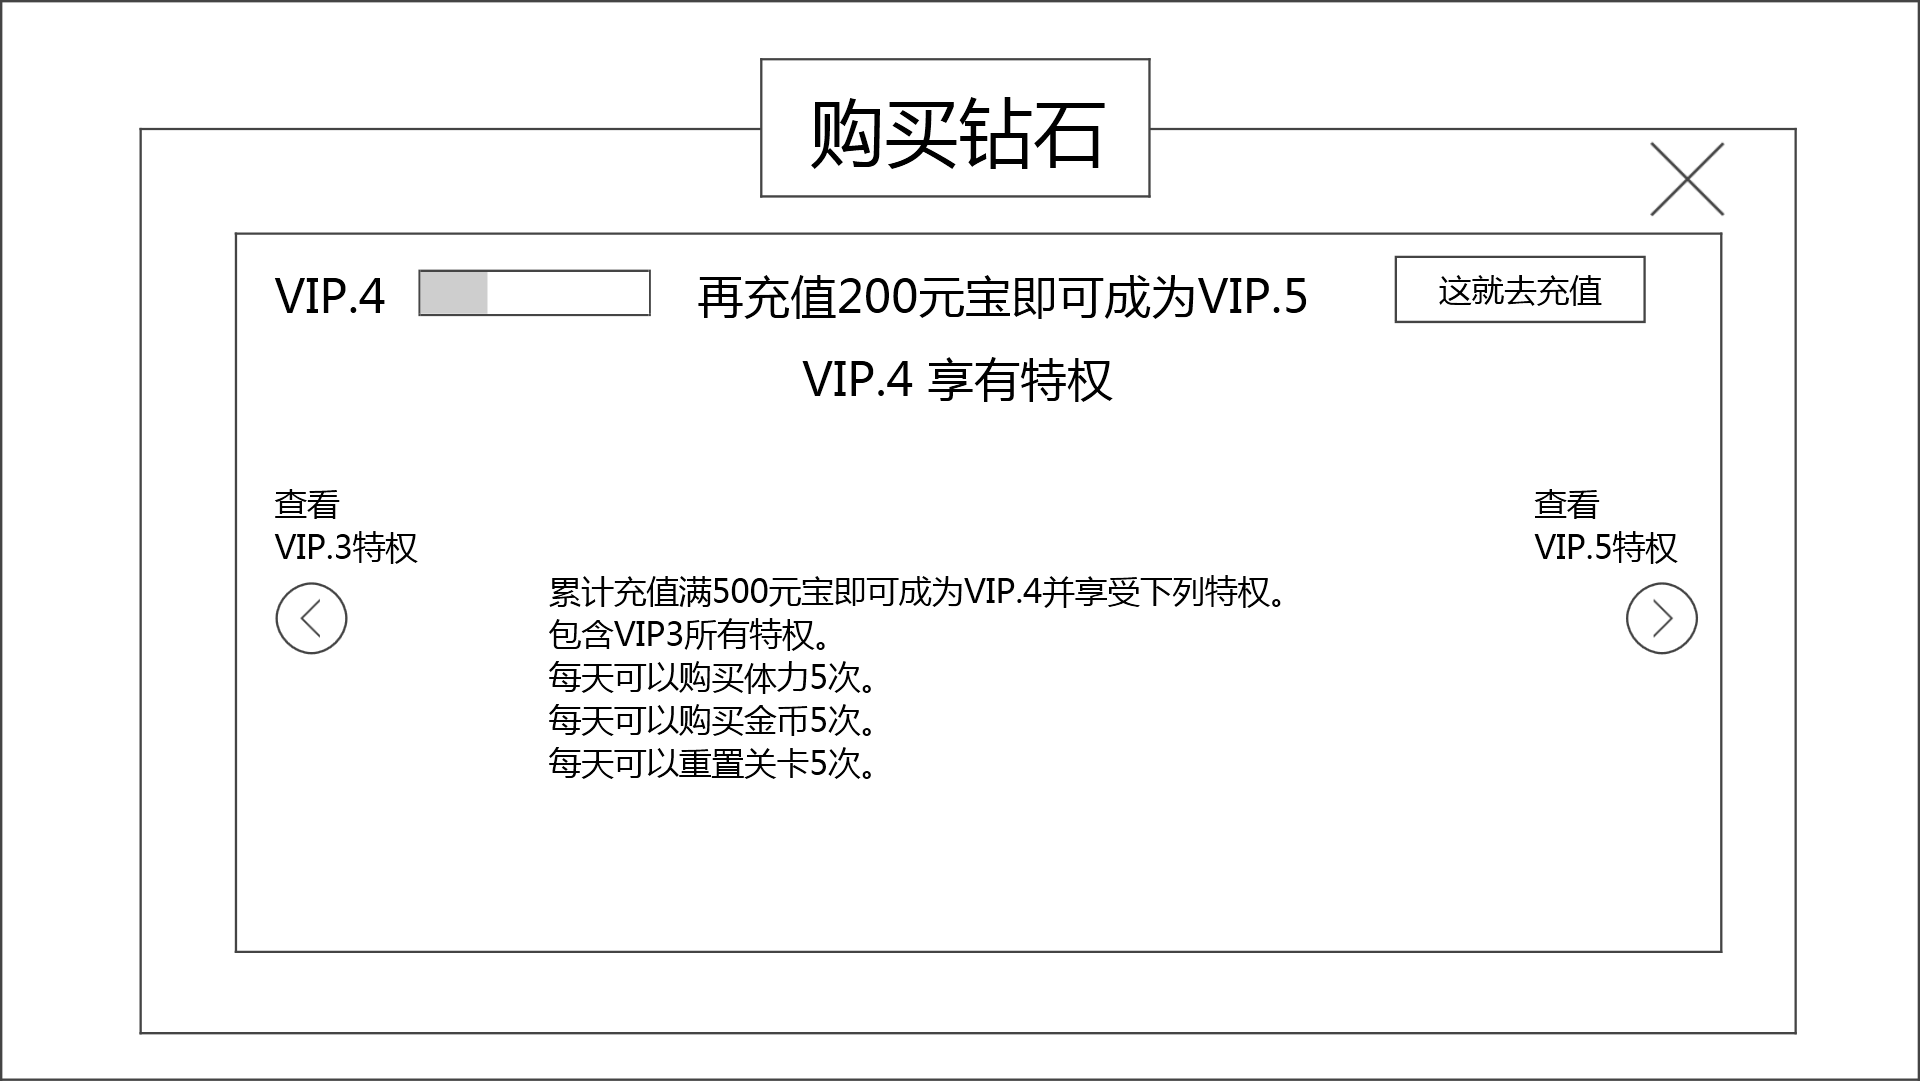 购买钻石
VIP.4
再充值200元宝即可成为VIP.5
这就去充值
VIP.4 享有特权
查看
VIP.3特权
查看
VIP.5特权
累计充值满500元宝即可成为VIP.4并享受下列特权。
包含VIP3所有特权。
每天可以购买体力5次。
每天可以购买金币5次。
每天可以重置关卡5次。